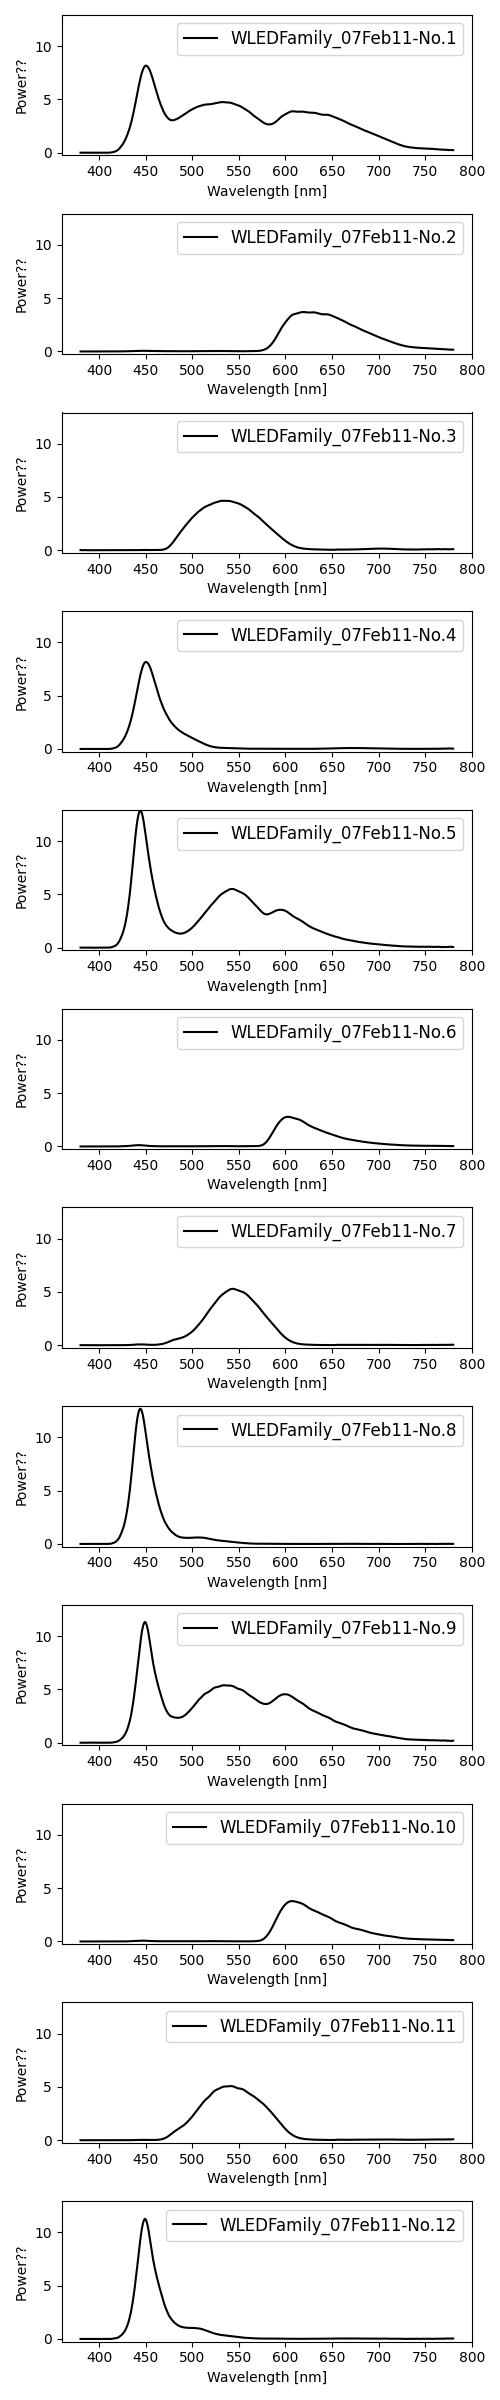 WLEDFamily_07Feb11-No.1
10
5
0
Power??
400 450 500 550 600 650 700 750 800
Wavelength [nm]
WLEDFamily_07Feb11-No.2
10
5
0
Power??
400 450 500 550 600 650 700 750 800
Wavelength [nm]
WLEDFamily_07Feb11-No.3
10
5
0
Power??
400 450 500 550 600 650 700 750 800
Wavelength [nm]
WLEDFamily_07Feb11-No.4
10
5
0
Power??
400 450 500 550 600 650 700 750 800
Wavelength [nm]
WLEDFamily_07Feb11-No.5
10
5
0
Power??
400 450 500 550 600 650 700 750 800
Wavelength [nm]
WLEDFamily_07Feb11-No.6
10
5
0
Power??
400 450 500 550 600 650 700 750 800
Wavelength [nm]
WLEDFamily_07Feb11-No.7
10
5
0
Power??
400 450 500 550 600 650 700 750 800
Wavelength [nm]
WLEDFamily_07Feb11-No.8
10
5
0
Power??
400 450 500 550 600 650 700 750 800
Wavelength [nm]
WLEDFamily_07Feb11-No.9
10
5
0
Power??
400 450 500 550 600 650 700 750 800
Wavelength [nm]
WLEDFamily_07Feb11-No.10
10
5
0
Power??
400 450 500 550 600 650 700 750 800
Wavelength [nm]
WLEDFamily_07Feb11-No.11
10
5
0
Power??
400 450 500 550 600 650 700 750 800
Wavelength [nm]
WLEDFamily_07Feb11-No.12
10
5
0
Power??
400 450 500 550 600 650 700 750 800
Wavelength [nm]